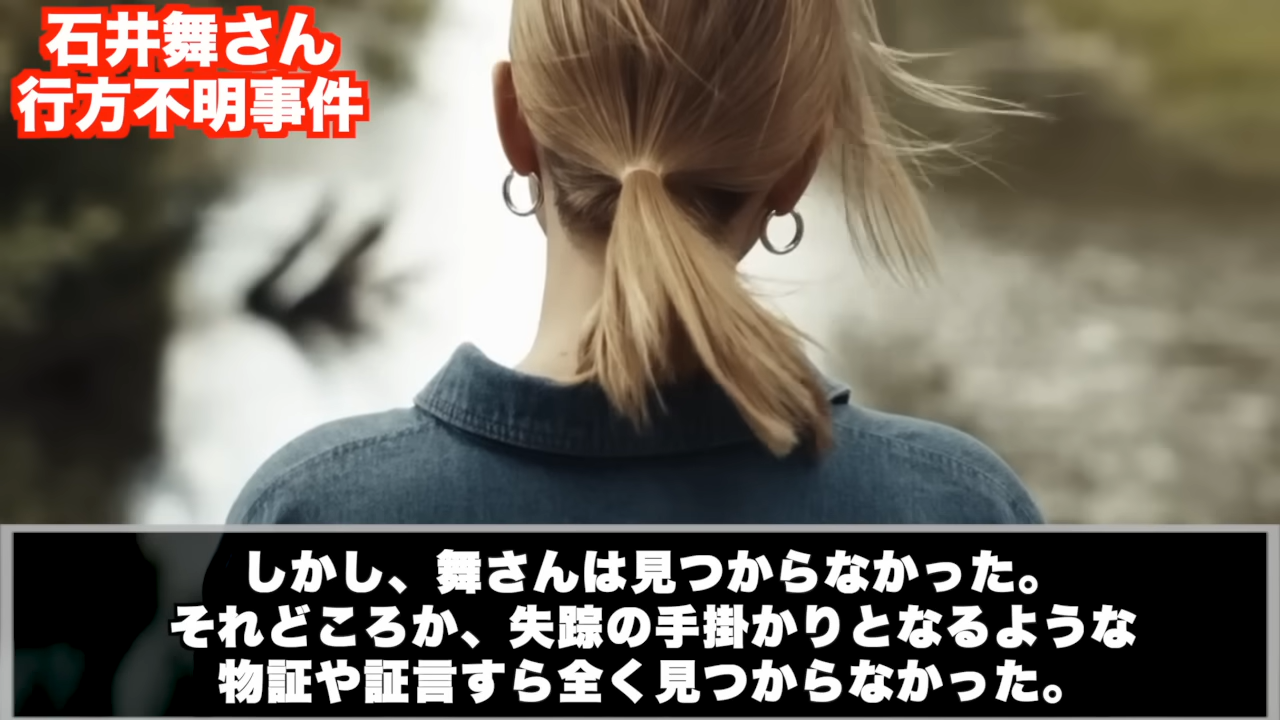 石井舞さん
行方不明事件
しかし、舞さんは見つからなかった。
それどころか、失踪の手掛かりとなるような
物証や証言すら全く見つからなかった。